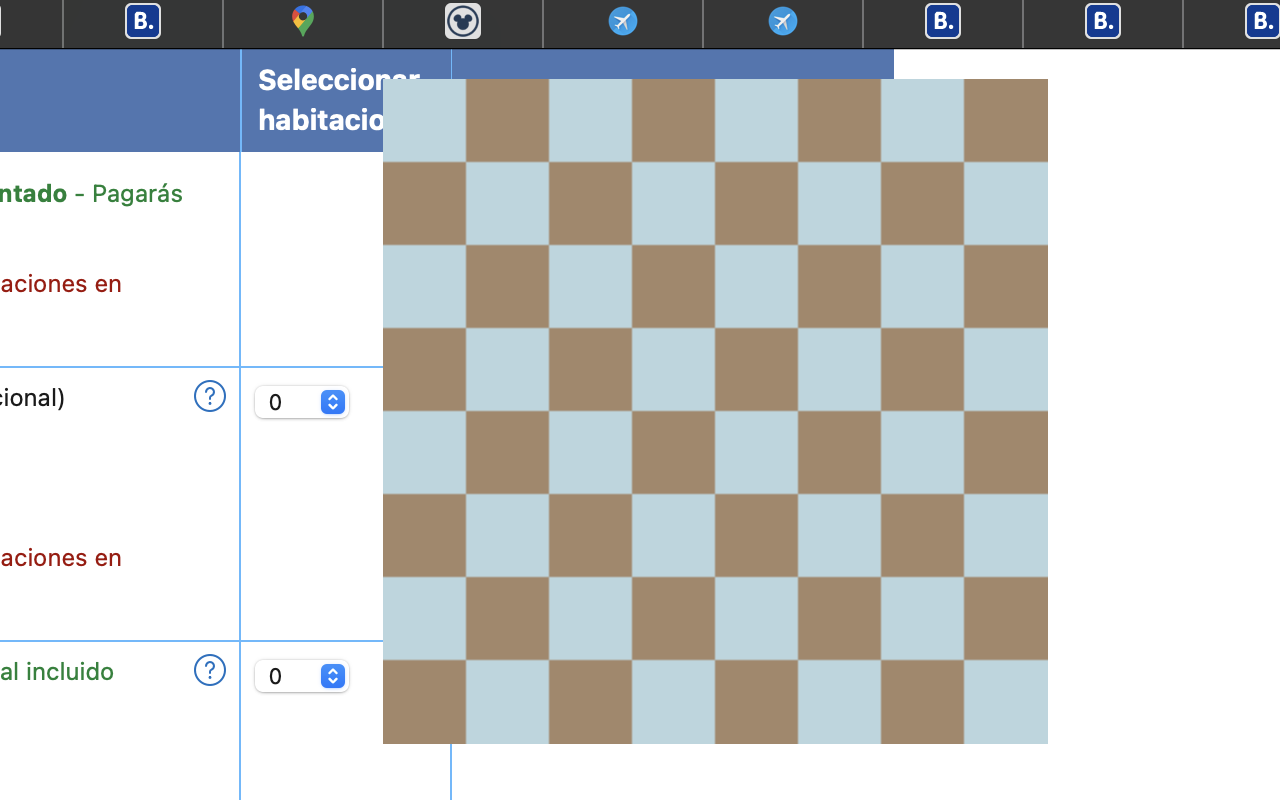 B.
B.
B.
B.
Seleccionar
habitacio
ntado - Pagarás
aciones en
cional)
?
0
aciones en
al incluido
?
0